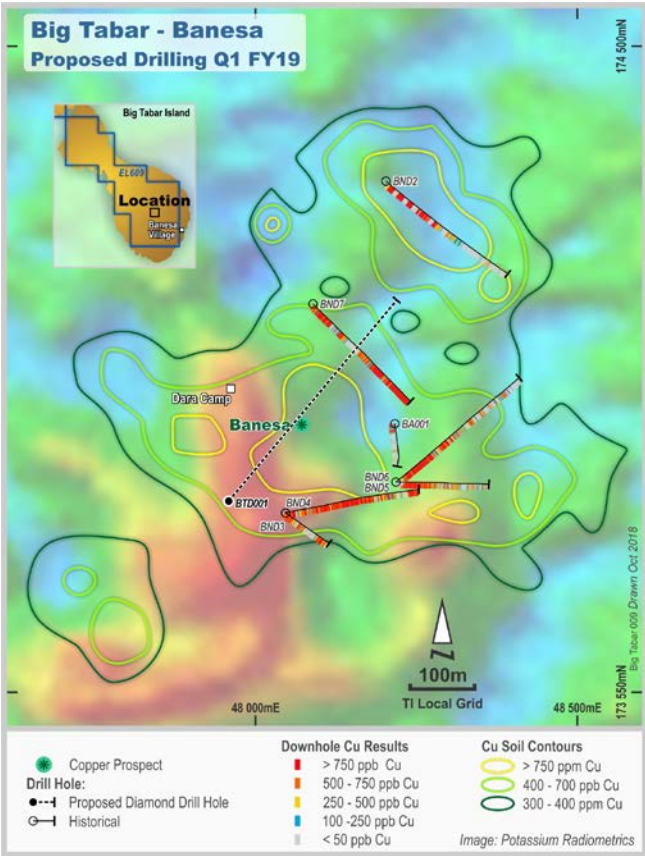 Big Tabar - Banesa
Proposed Drilling Q1 FY19
174 500mN
Big Tabar Island
EL609
Location
Banesa
Village
BND2
BND7
Dara Camp
Banesa
BA001
BND6
BND5
BTD001
BND4
BND3
N
100m
TI Local Grid
Big Tabar 009 Drawn Oct 2018
173 550mN
48 000mE
48 500mE
Copper Prospect
Drill Hole:
Proposed Diamond Drill Hole
Historical
Downhole Cu Results
> 750 ppb Cu
500 - 750 ppb Cu
250 - 500 ppb Cu
100 -250 ppb Cu
< 50 ppb Cu
Cu Soil Contours
> 750 ppm Cu
400 - 700 ppb Cu
300 - 400 ppm Cu
Image: Potassium Radiometrics